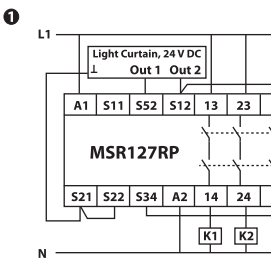 1
L1
Light Curtain, 24 V DC
⊥ Out 1 Out 2
A1 S11 S52 S12 13 23
MSR127RP
S21 S22 S34 A2 14 24
K1 K2
N